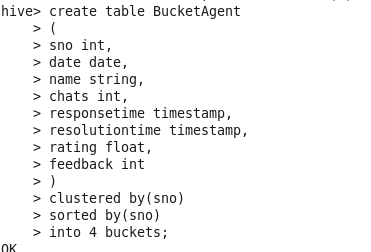 hive> create table BucketAgent
    > (
    > sno int,
    > date date,
    > name string,
    > chats int,
    > responsetime timestamp,
    > resolutiontime timestamp,
    > rating float,
    > feedback int
    > )
    > clustered by(sno)
    > sorted by(sno)
    > into 4 buckets;
OK